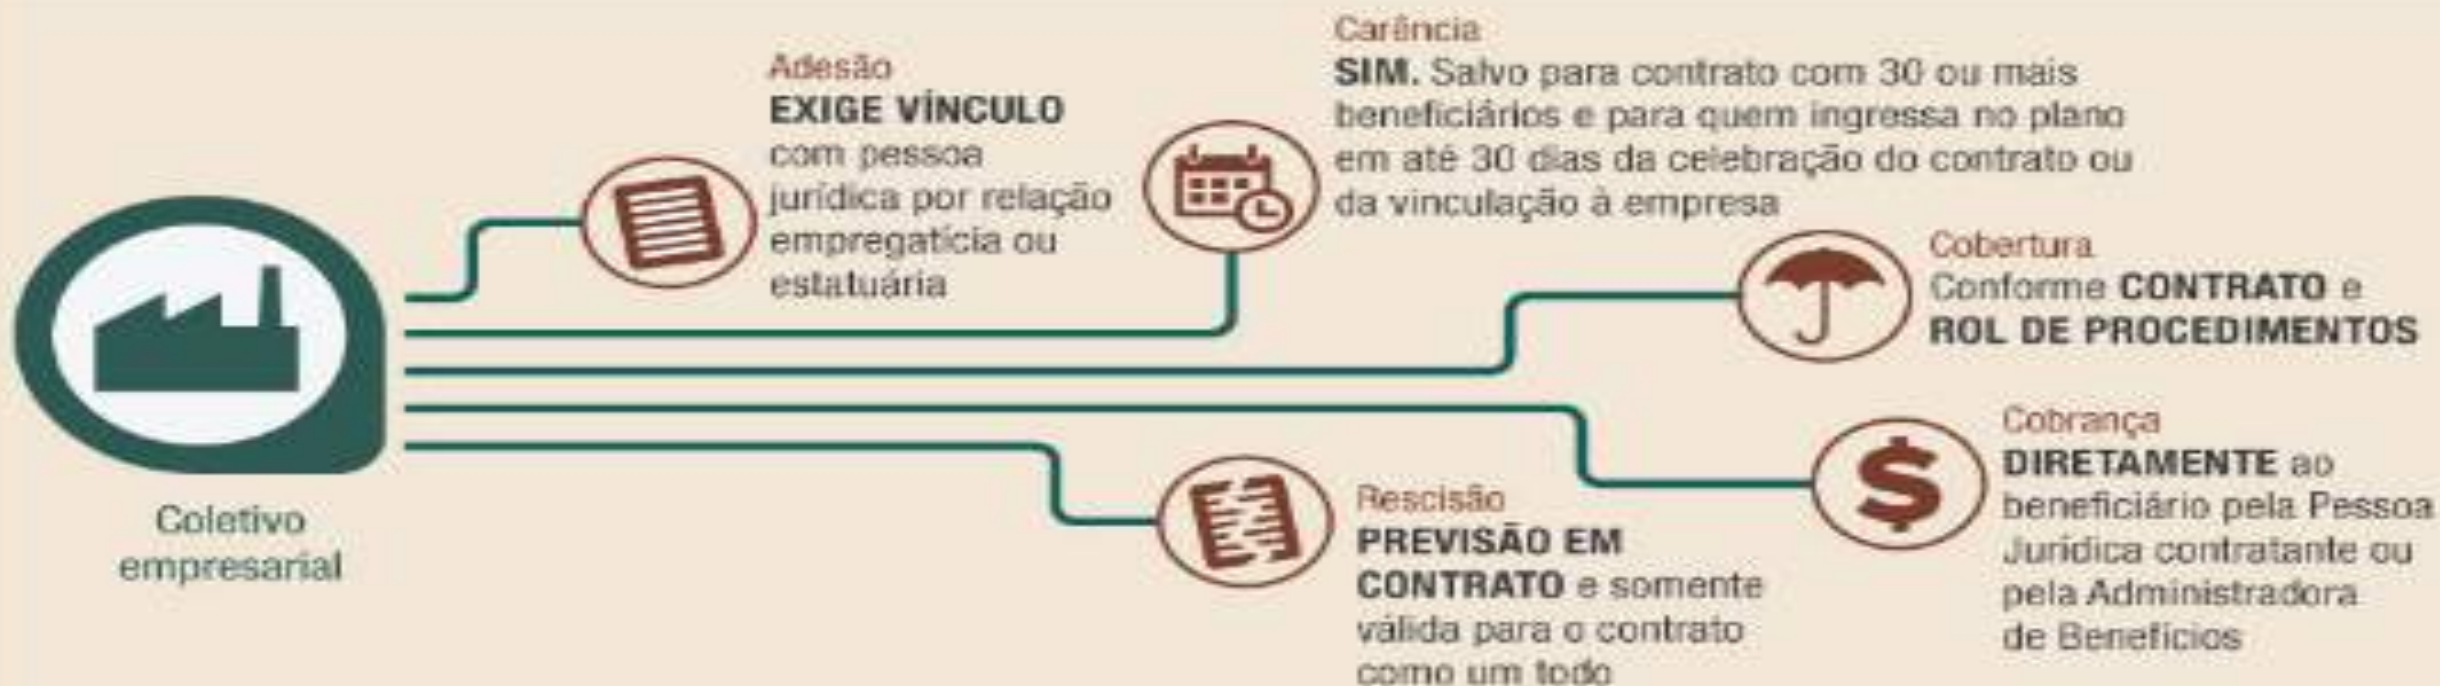 Coletivo
empresarial
Adesão
EXIGE VÍNCULO
com pessoa
jurídica por relação
empregatícia ou
estatuária
Carência
SIM. Salvo para contrato com 30 ou mais
beneficiários e para quem ingressa no plano
em até 30 dias da celebração do contrato ou
da vinculação à empresa
Cobertura
Conforme CONTRATO e
ROL DE PROCEDIMENTOS
Cobrança
DIRETAMENTE ao
beneficiário pela Pessoa
Jurídica contratante ou
pela Administradora
de Benefícios
Rescisão
PREVISÃO EM
CONTRATO e somente
válida para o contrato
como um todo